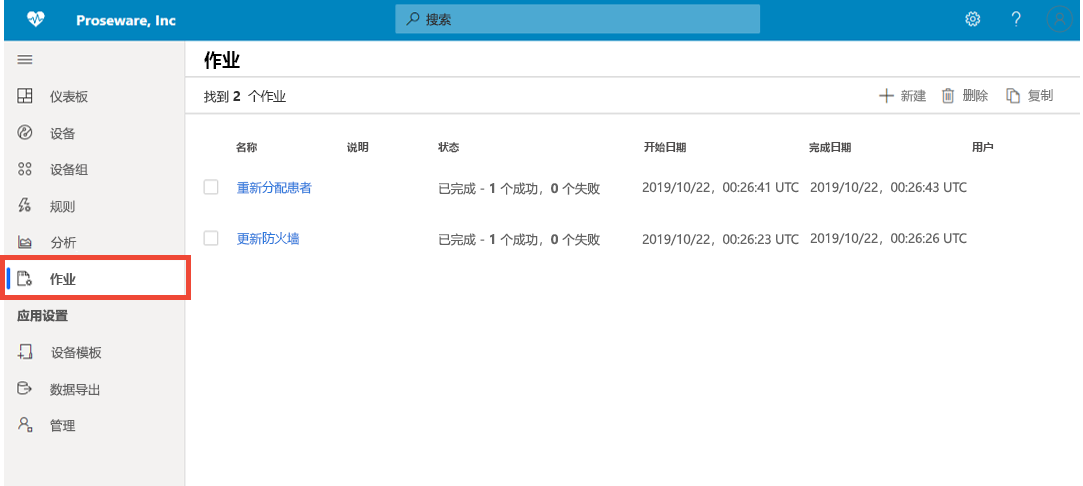 Proseware, Inc
搜索
?
仪表板
设备
设备组
规则
分析
作业
应用设置
设备模板
数据导出
管理
作业
找到 2 个作业
新建 删除 复制
名称 说明 状态 开始日期 完成日期 用户
重新分配患者 已完成 - 1 个成功，0 个失败 2019/10/22，00:26:41 UTC 2019/10/22，00:26:43 UTC
更新防火墙 已完成 - 1 个成功，0 个失败 2019/10/22，00:26:23 UTC 2019/10/22，00:26:26 UTC